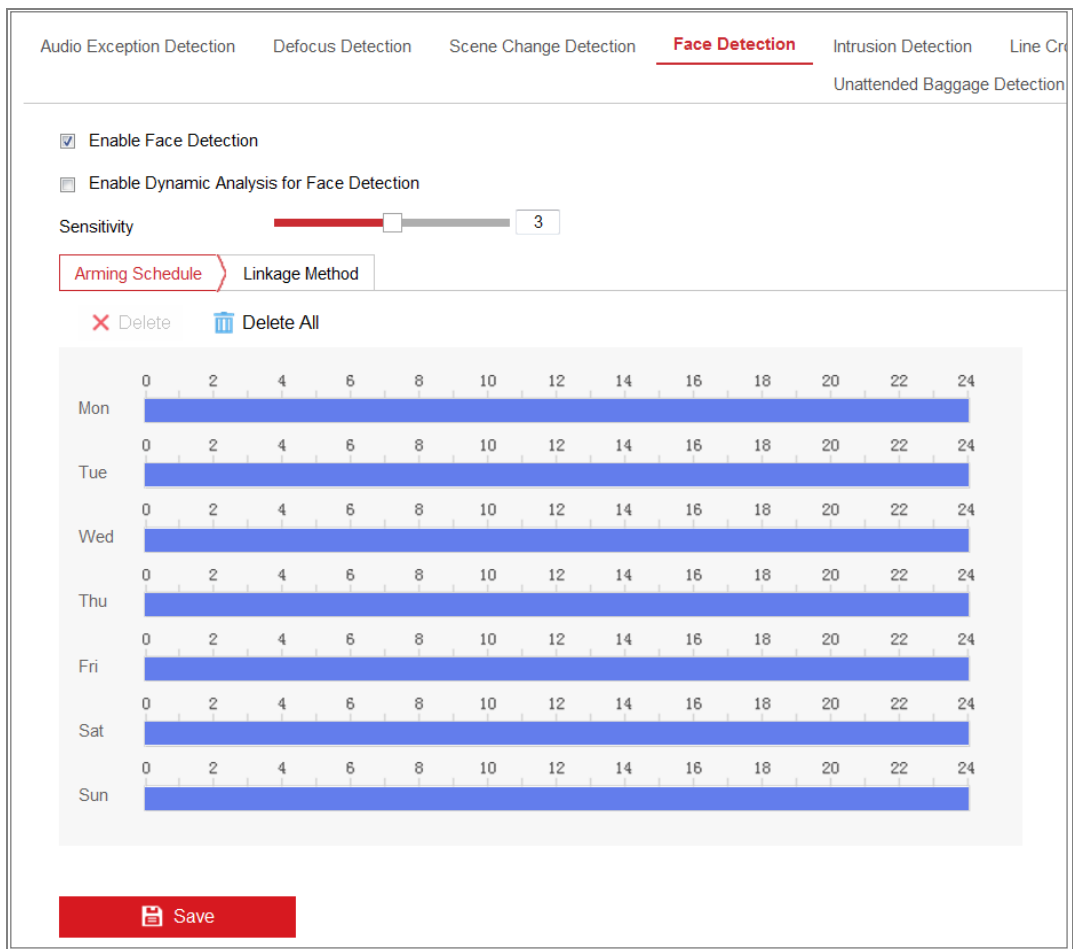 Audio Exception Detection Defocus Detection Scene Change Detection Face Detection Intrusion Detection Line Cro
Unattended Baggage Detection
Enable Face Detection
Enable Dynamic Analysis for Face Detection
Sensitivity 3
Arming Schedule Linkage Method
Delete Delete All
0 2 4 6 8 10 12 14 16 18 20 22 24
Mon
0 2 4 6 8 10 12 14 16 18 20 22 24
Tue
0 2 4 6 8 10 12 14 16 18 20 22 24
Wed
0 2 4 6 8 10 12 14 16 18 20 22 24
Thu
0 2 4 6 8 10 12 14 16 18 20 22 24
Fri
0 2 4 6 8 10 12 14 16 18 20 22 24
Sat
0 2 4 6 8 10 12 14 16 18 20 22 24
Sun
Save